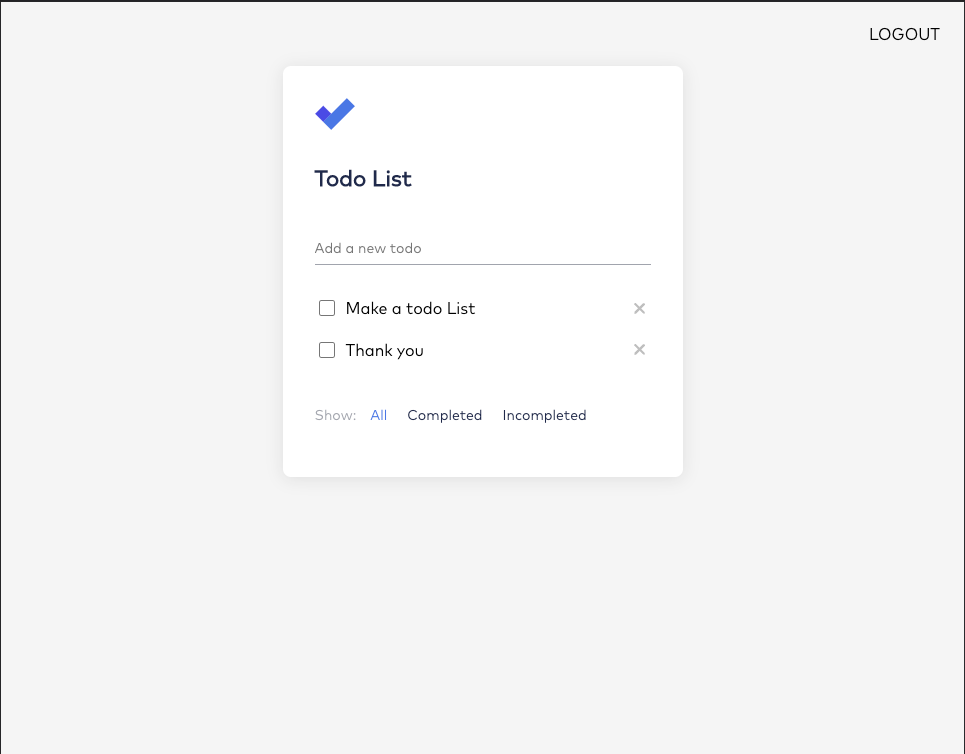 LOGOUT
Todo List
Add a new todo
Make a todo List
Thank you
Show: All Completed Incompleted